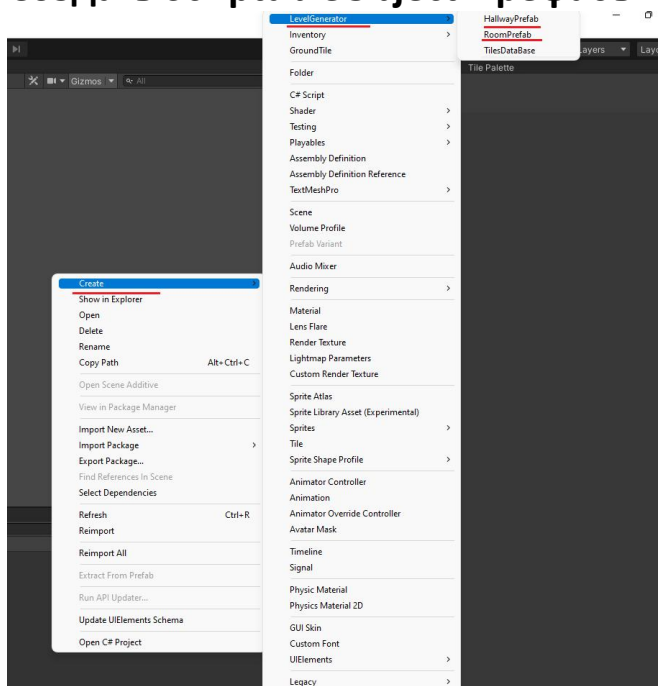 LevelGenerator
HallwayPrefab
Inventory
RoomPrefab
GroundTile
TilesDataBase
ayers
Layo
Tile Palette
Gizmos
All
Folder
C# Script
Shader
Testing
Playables
Assembly Definition
Assembly Definition Reference
TextMeshPro
Scene
Volume Profile
Prefab Variant
Audio Mixer
Rendering
Material
Lens Flare
Render Texture
Lightmap Parameters
Custom Render Texture
Sprite Atlas
Sprite Library Asset (Experimental)
Sprites
Tile
Sprite Shape Profile
Animator Controller
Animation
Animator Override Controller
Avatar Mask
Timeline
Signal
Physic Material
Physics Material 2D
GUI Skin
Custom Font
UIElements
Legacy
Create
Show in Explorer
Open
Delete
Rename
Copy Path Alt+Ctrl+C
Open Scene Additive
View in Package Manager
Import New Asset...
Import Package
Export Package...
Find References In Scene
Select Dependencies
Refresh Ctrl+R
Reimport
Reimport All
Extract From Prefab
Run API Updater...
Update UIElements Schema
Open C# Project